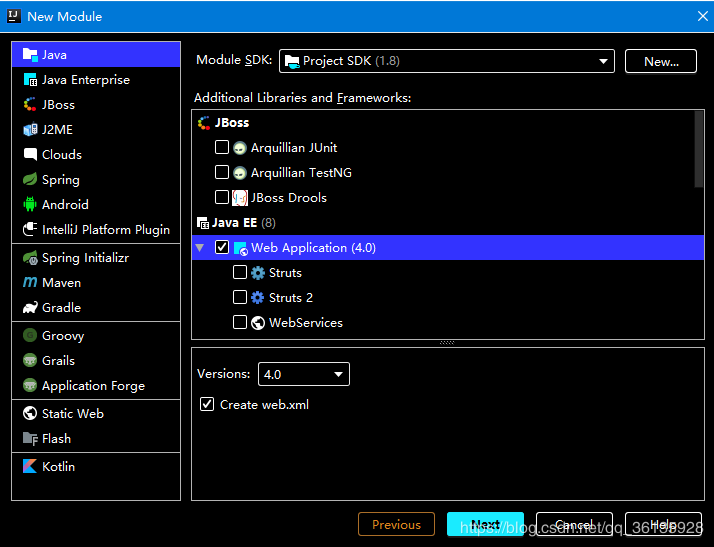 New Module
Java
Java Enterprise
JBoss
J2ME
Clouds
Spring
Android
IntelliJ Platform Plugin
Spring Initializr
Maven
Gradle
Groovy
Grails
Application Forge
Static Web
Flash
Kotlin
Module SDK: Project SDK (1.8) New...
Additional Libraries and Frameworks:
JBoss
Arquillian JUnit
Arquillian TestNG
JBoss Drools
Java EE (8)
Web Application (4.0)
Struts
Struts 2
WebServices
Versions: 4.0
Create web.xml
Previous Next Cancel Help
https://blog.csdn.net/qq_36198928